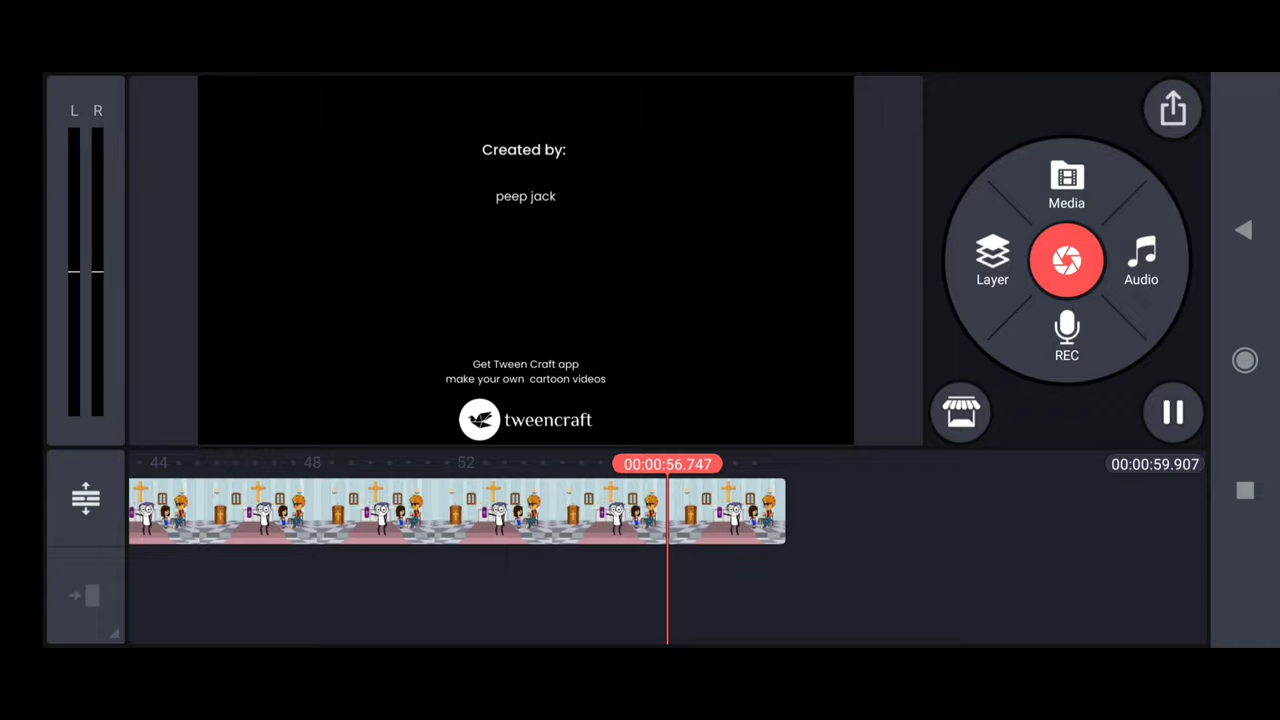 L R
Created by:
peep jack
Get Tween Craft app
make your own cartoon videos
tweencraft
Media
Layer
Audio
REC
44 48 52
00:00:56.747
00:00:59.907